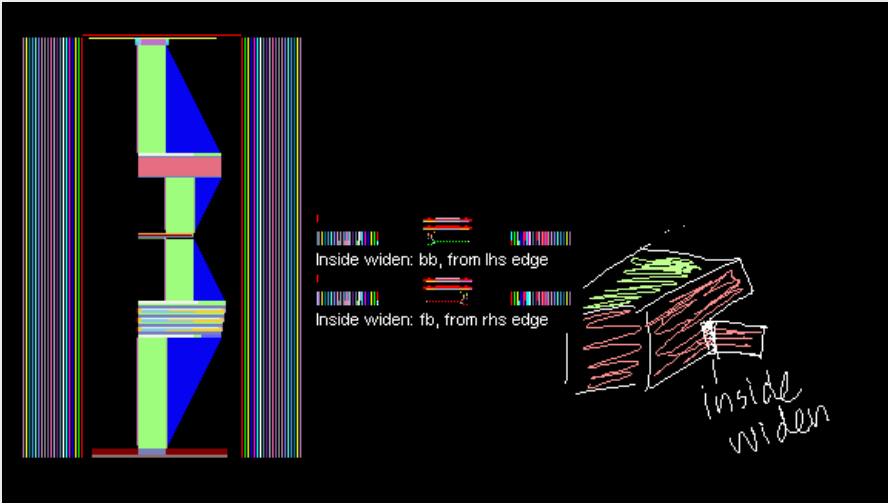 Inside widen: bb, from lhs edge
Inside widen: fb, from rhs edge
inside
widen